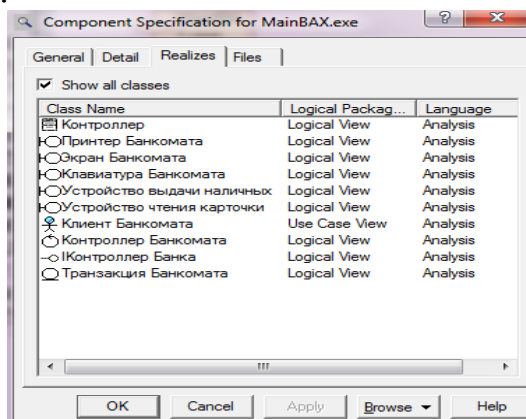 Component Specification for MainBAX.exe
General Detail Realizes Files
Show all classes
Class Name Logical Packag... Language
Контроллер Logical View Analysis
Принтер Банкомата Logical View Analysis
Экран Банкомата Logical View Analysis
Клавиатура Банкомата Logical View Analysis
Устройство выдачи наличных Logical View Analysis
Устройство чтения карточки Logical View Analysis
Клиент Банкомата Use Case View Analysis
Контроллер Банкомата Logical View Analysis
IКонтроллер Банка Logical View Analysis
Транзакция Банкомата Logical View Analysis
OK Cancel Apply Browse Help